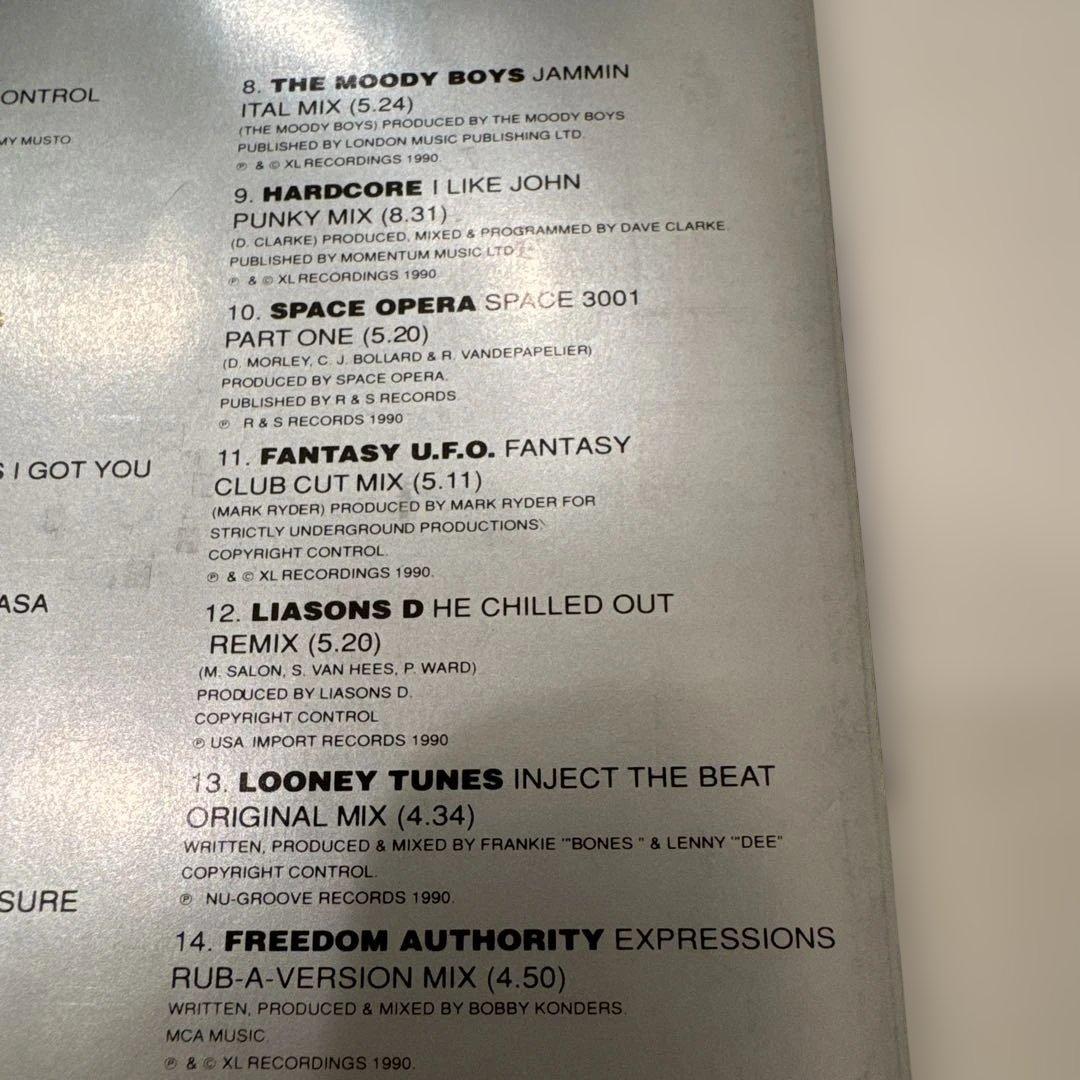 ONTROL
MY MUSTO
I GOT YOU
ASA
SURE
8. THE MOODY BOYS JAMMIN
ITAL MIX (5.24)
(THE MOODY BOYS) PRODUCED BY THE MOODY BOYS
PUBLISHED BY LONDON MUSIC PUBLISHING LTD.
℗ & © XL RECORDINGS 1990.
9. HARDCORE I LIKE JOHN
PUNKY MIX (8.31)
(D. CLARKE) PRODUCED, MIXED & PROGRAMMED BY DAVE CLARKE.
PUBLISHED BY MOMENTUM MUSIC LTD
℗ & © XL RECORDINGS 1990
10. SPACE OPERA SPACE 3001
PART ONE (5.20)
(D. MORLEY, C. J. BOLLARD & R. VANDEPAPELIER)
PRODUCED BY SPACE OPERA.
PUBLISHED BY R & S RECORDS.
℗ R & S RECORDS 1990
11. FANTASY U.F.O. FANTASY
CLUB CUT MIX (5.11)
(MARK RYDER) PRODUCED BY MARK RYDER FOR
STRICTLY UNDERGROUND PRODUCTIONS
COPYRIGHT CONTROL.
℗ & © XL RECORDINGS 1990.
12. LIASONS D HE CHILLED OUT
REMIX (5.20)
(M. SALON, S. VAN HEES, P. WARD)
PRODUCED BY LIASONS D.
COPYRIGHT CONTROL
℗ USA IMPORT RECORDS 1990
13. LOONEY TUNES INJECT THE BEAT
ORIGINAL MIX (4.34)
WRITTEN, PRODUCED & MIXED BY FRANKIE '"BONES " & LENNY '"DEE"
COPYRIGHT CONTROL.
℗ NU-GROOVE RECORDS 1990.
14. FREEDOM AUTHORITY EXPRESSIONS
RUB-A-VERSION MIX (4.50)
WRITTEN, PRODUCED & MIXED BY BOBBY KONDERS.
MCA MUSIC.
℗ & © XL RECORDINGS 1990.